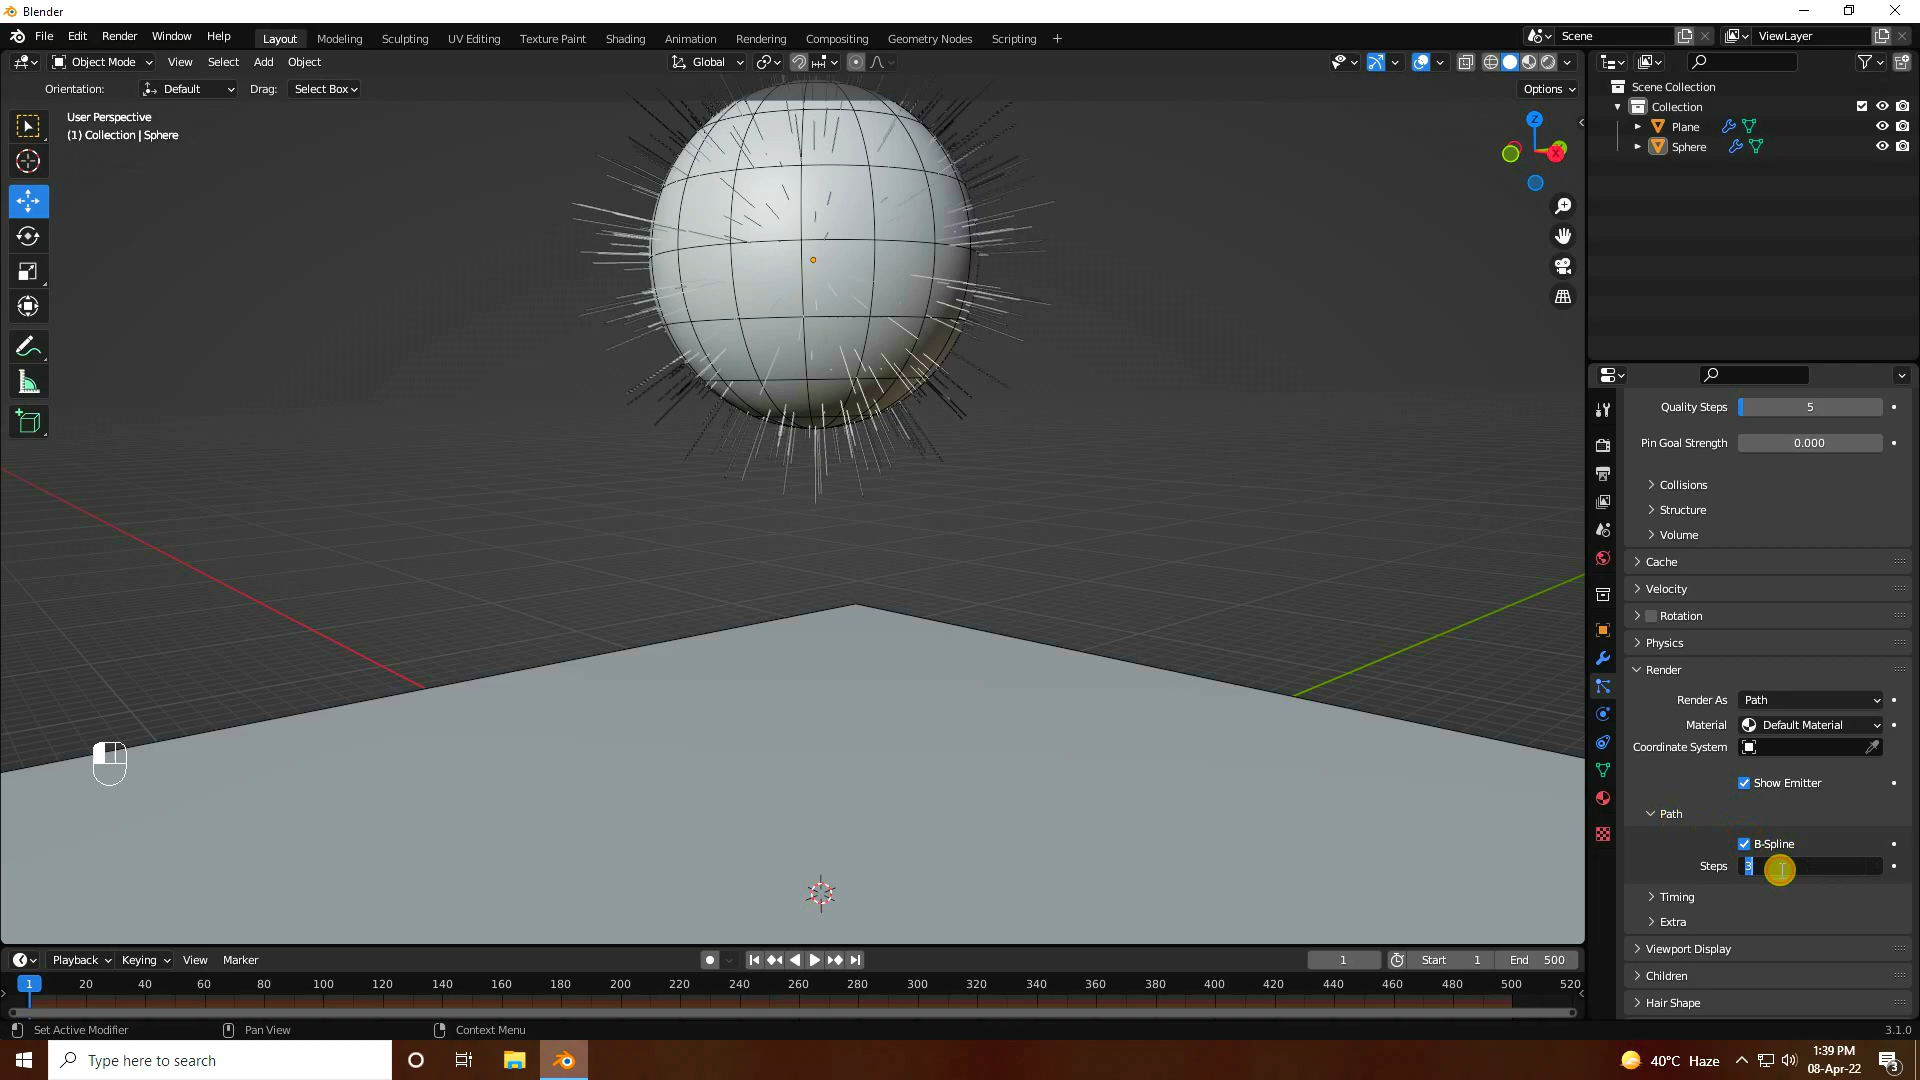 Blender
File Edit Render Window Help
Layout Modeling Sculpting UV Editing Texture Paint Shading Animation Rendering Compositing Geometry Nodes Scripting +
Scene
ViewLayer
Object Mode View Select Add Object
Global
Orientation: Default Drag: Select Box
Options
User Perspective
(1) Collection | Sphere
Z
X
Scene Collection
Collection
Plane
Sphere
Quality Steps 5
Pin Goal Strength 0.000
Collisions
Structure
Volume
Cache
Velocity
Rotation
Physics
Render
Render As Path
Material Default Material
Coordinate System
Show Emitter
Path
B-Spline
Steps 3
Timing
Extra
Viewport Display
Children
Hair Shape
Playback Keying View Marker
1
Start 1 End 500
1 20 40 60 80 100 120 140 160 180 200 220 240 260 280 300 320 340 360 380 400 420 440 460 480 500 520
Set Active Modifier Pan View Context Menu
3.1.0
Type here to search
40°C Haze
1:39 PM
08-Apr-22
3